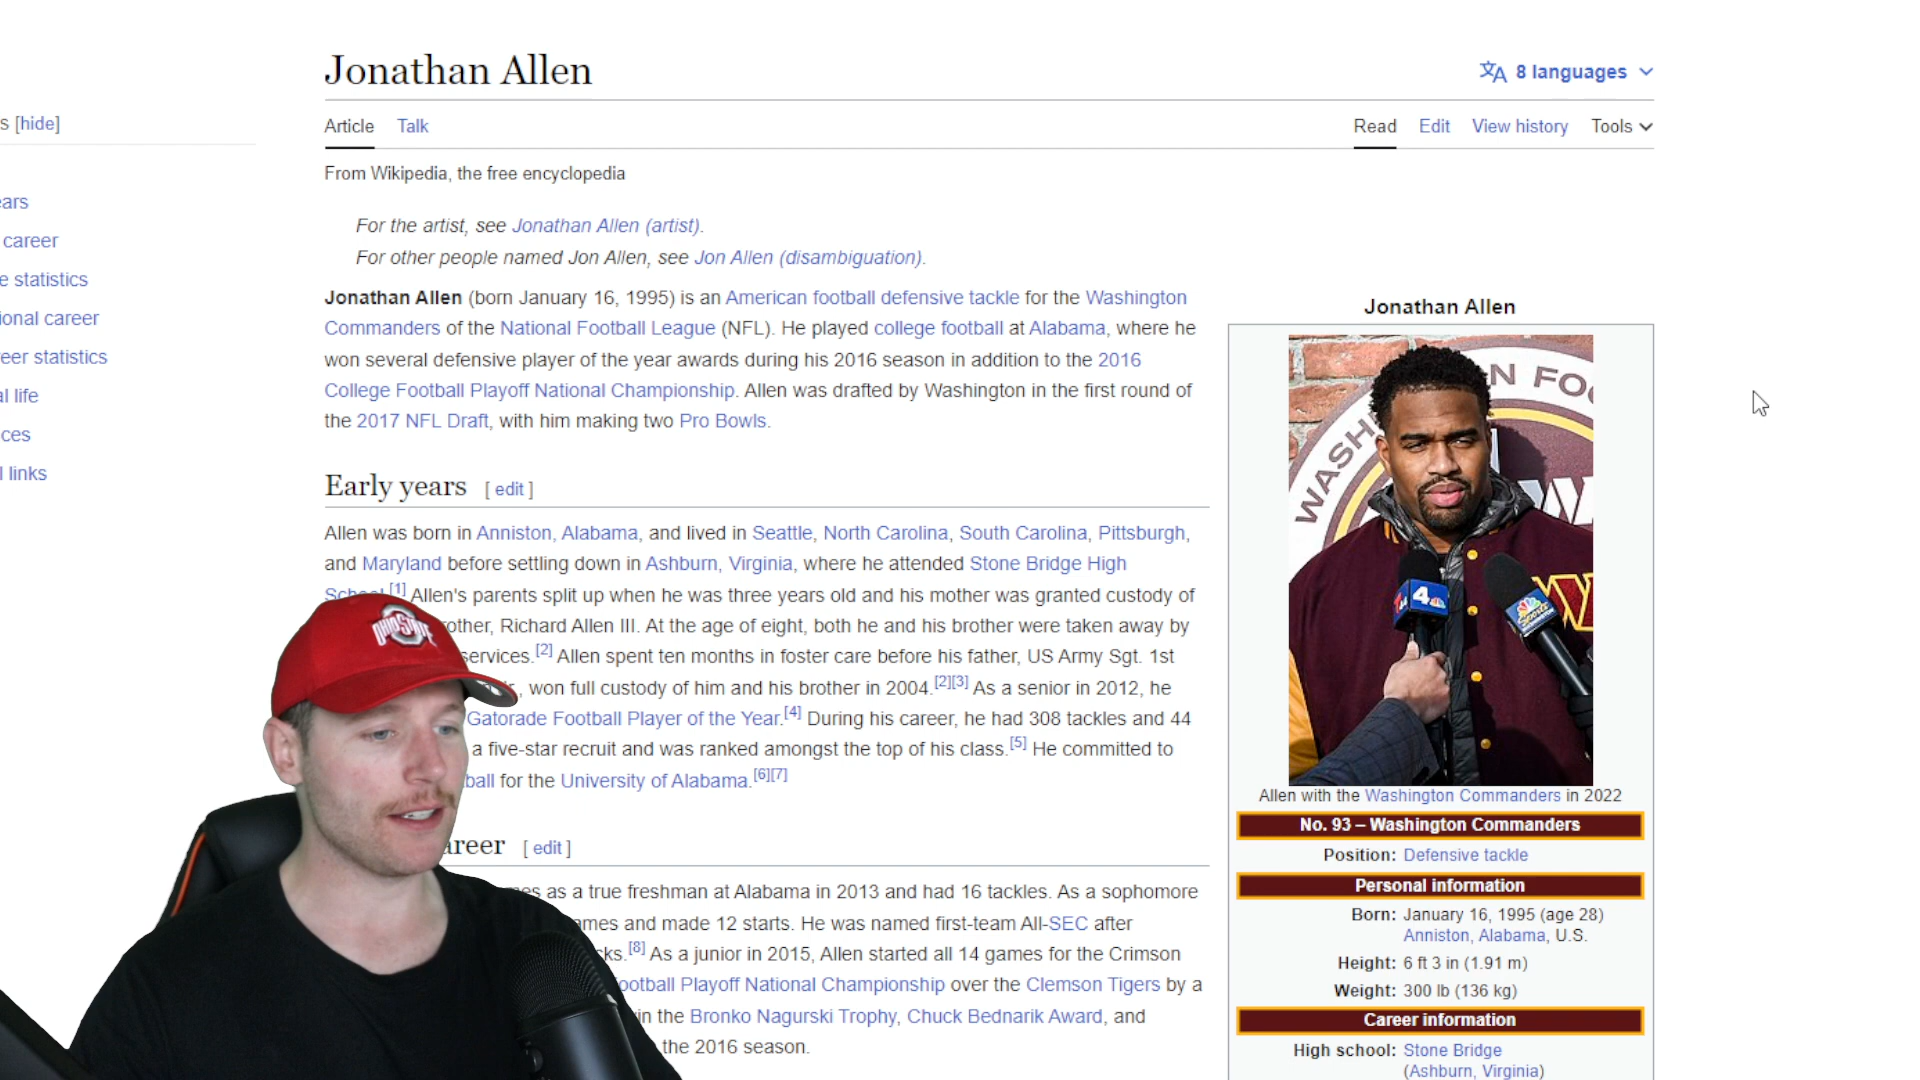 Jonathan Allen
8 languages
s [hide]
Article Talk
Read Edit View history Tools
From Wikipedia, the free encyclopedia
ears
career
e statistics
ional career
reer statistics
al life
ces
l links
For the artist, see Jonathan Allen (artist).
For other people named Jon Allen, see Jon Allen (disambiguation).
Jonathan Allen (born January 16, 1995) is an American football defensive tackle for the Washington
Commanders of the National Football League (NFL). He played college football at Alabama, where he
won several defensive player of the year awards during his 2016 season in addition to the 2016
College Football Playoff National Championship. Allen was drafted by Washington in the first round of
the 2017 NFL Draft, with him making two Pro Bowls.
Early years [ edit ]
Allen was born in Anniston, Alabama, and lived in Seattle, North Carolina, South Carolina, Pittsburgh,
and Maryland before settling down in Ashburn, Virginia, where he attended Stone Bridge High
School.[1] Allen's parents split up when he was three years old and his mother was granted custody of
other, Richard Allen III. At the age of eight, both he and his brother were taken away by
services.[2] Allen spent ten months in foster care before his father, US Army Sgt. 1st
, won full custody of him and his brother in 2004.[2][3] As a senior in 2012, he
Gatorade Football Player of the Year.[4] During his career, he had 308 tackles and 44
a five-star recruit and was ranked amongst the top of his class.[5] He committed to
ball for the University of Alabama.[6][7]
areer [ edit ]
mes as a true freshman at Alabama in 2013 and had 16 tackles. As a sophomore
ames and made 12 starts. He was named first-team All-SEC after
ks.[8] As a junior in 2015, Allen started all 14 games for the Crimson
ootball Playoff National Championship over the Clemson Tigers by a
in the Bronko Nagurski Trophy, Chuck Bednarik Award, and
the 2016 season.
Jonathan Allen
WASH
N FO
4
Allen with the Washington Commanders in 2022
No. 93 – Washington Commanders
Position: Defensive tackle
Personal information
Born: January 16, 1995 (age 28)
Anniston, Alabama, U.S.
Height: 6 ft 3 in (1.91 m)
Weight: 300 lb (136 kg)
Career information
High school: Stone Bridge
(Ashburn, Virginia)
OHIO STATE